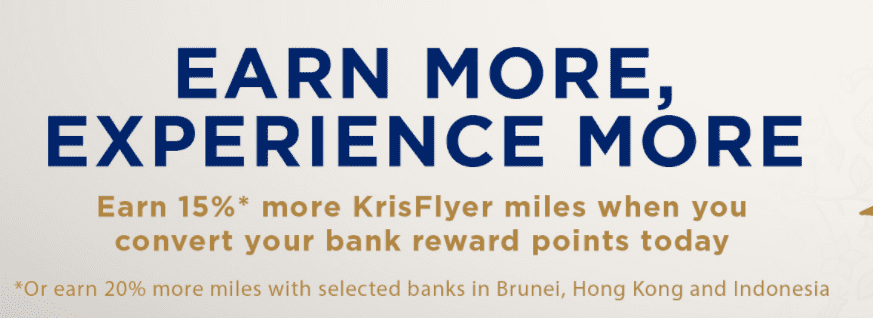 EARN MORE,
EXPERIENCE MORE
Earn 15%* more KrisFlyer miles when you
convert your bank reward points today
*Or earn 20% more miles with selected banks in Brunei, Hong Kong and Indonesia